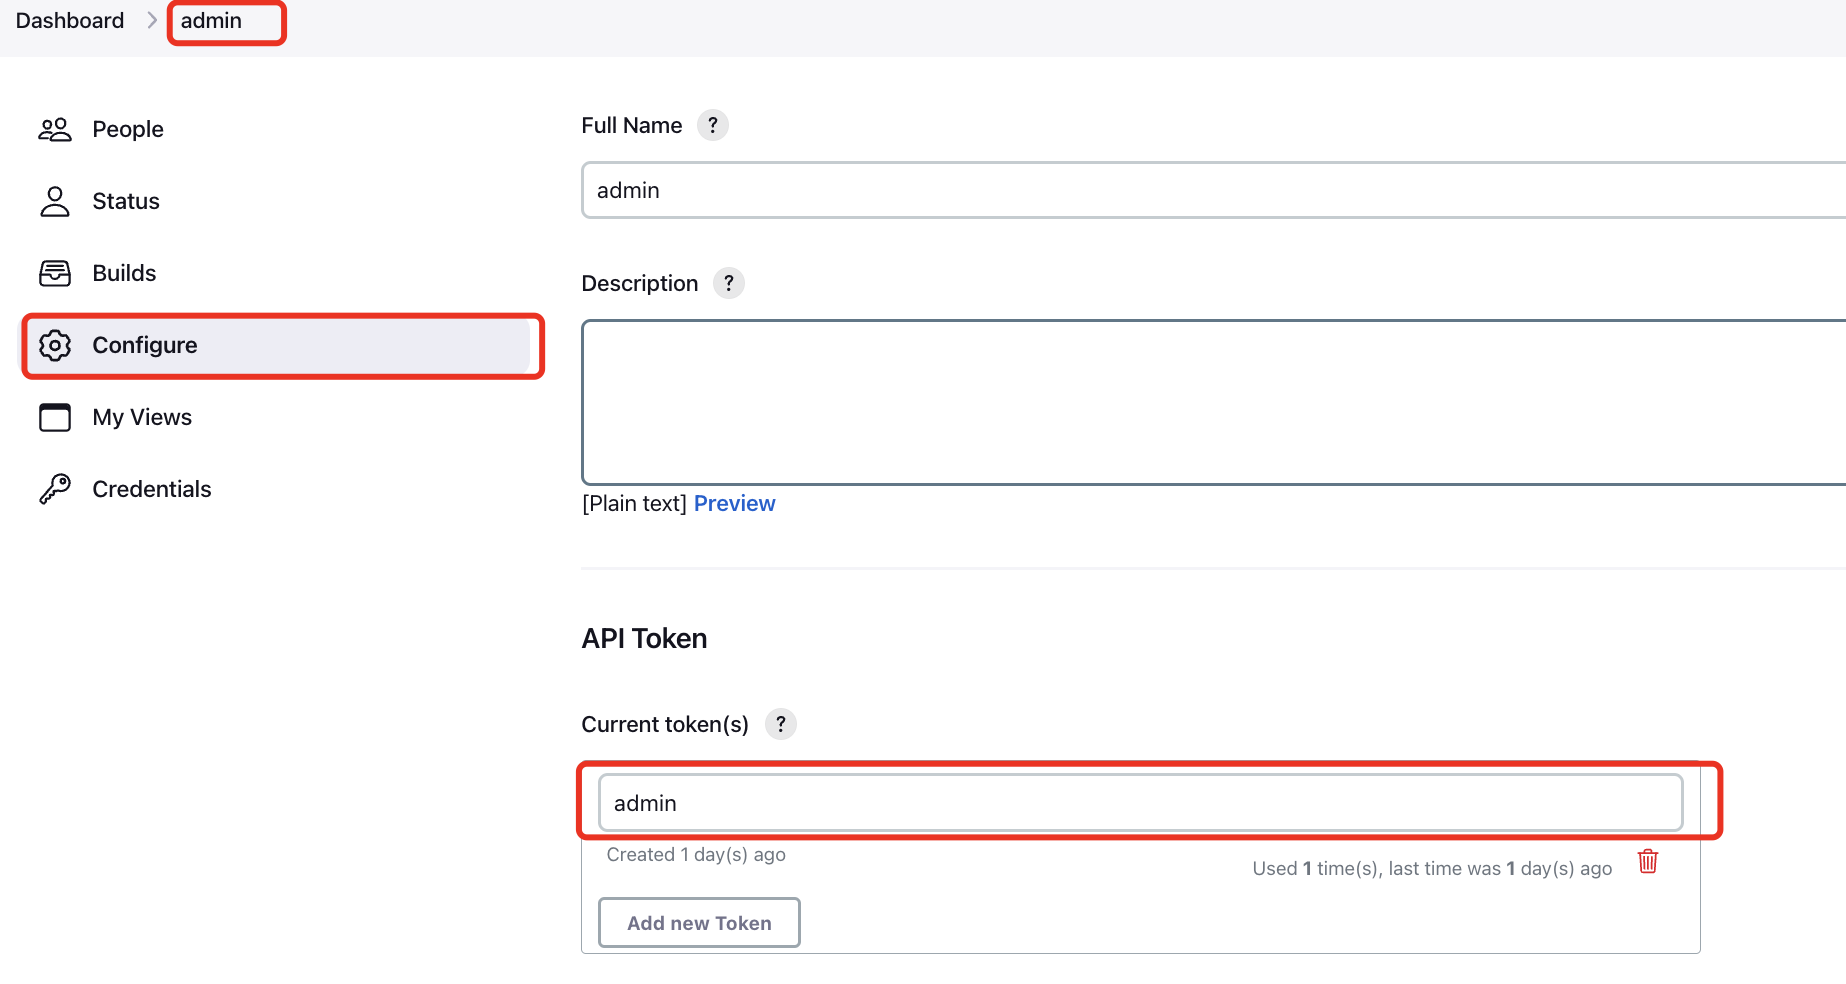 Dashboard > admin
People
Status
Builds
Configure
My Views
Credentials
Full Name ?
admin
Description ?
[Plain text] Preview
API Token
Current token(s) ?
admin
Created 1 day(s) ago
Used 1 time(s), last time was 1 day(s) ago
Add new Token